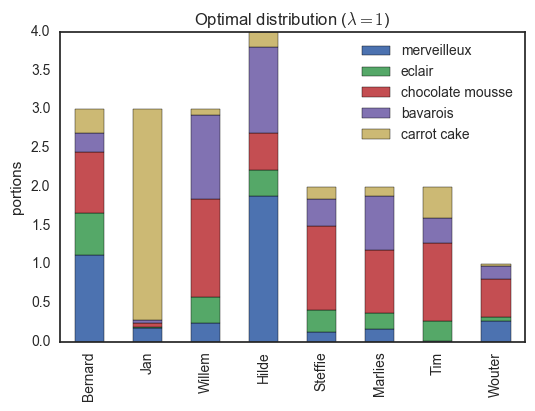 Optimal distribution (λ = 1)
portions
4.0
3.5
3.0
2.5
2.0
1.5
1.0
0.5
0.0
merveilleux
eclair
chocolate mousse
bavarois
carrot cake
Bernard
Jan
Willem
Hilde
Steffie
Marlies
Tim
Wouter